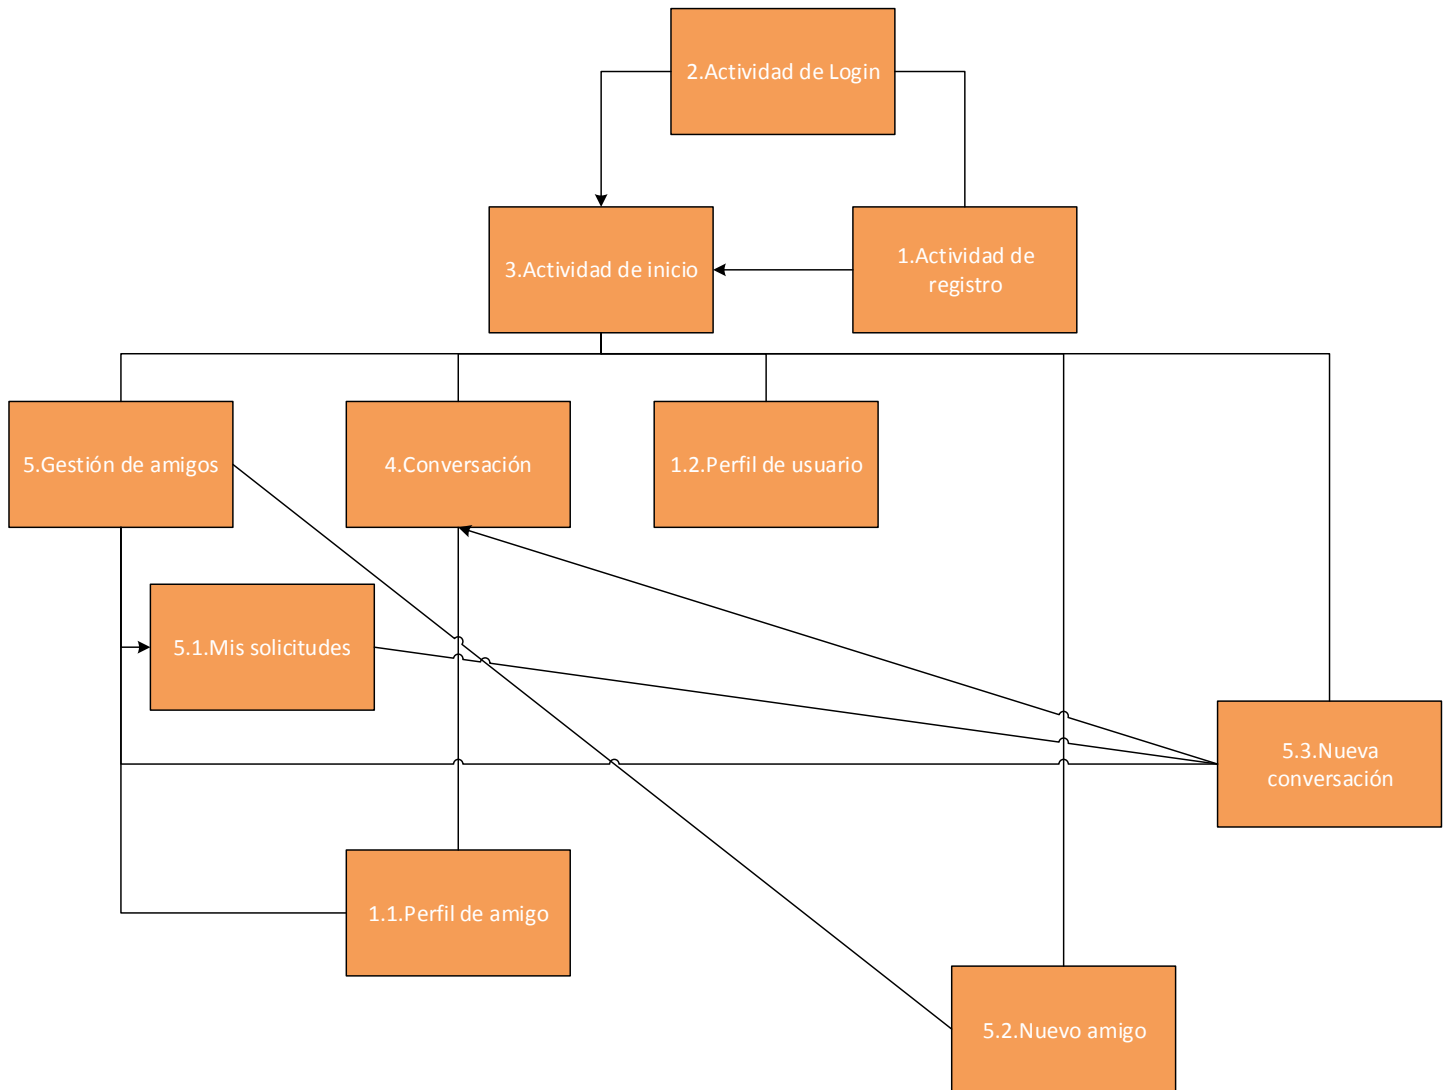 2.Actividad de Login
3.Actividad de inicio
1.Actividad de
registro
5.Gestión de amigos
4.Conversación
1.2.Perfil de usuario
5.1.Mis solicitudes
5.3.Nueva
conversación
1.1.Perfil de amigo
5.2.Nuevo amigo